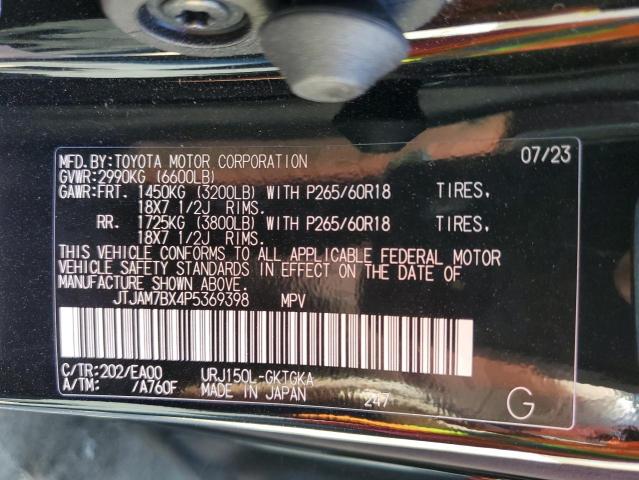 MFD.BY:TOYOTA MOTOR CORPORATION 07/23
GVWR:2990KG (6600LB)
GAWR:FRT. 1450KG (3200LB) WITH P265/60R18 TIRES.
18X7 1/2J RIMS.
RR. 1725KG (3800LB) WITH P265/60R18 TIRES.
18X7 1/2J RIMS.
THIS VEHICLE CONFORMS TO ALL APPLICABLE FEDERAL MOTOR
VEHICLE SAFETY STANDARDS IN EFFECT ON THE DATE OF
MANUFACTURE SHOWN ABOVE.
JTJAM7BX4P5369398 MPV
C/TR:202/EA00 URJ150L-GKTGKA
A/TM: /A760F MADE IN JAPAN 247 G